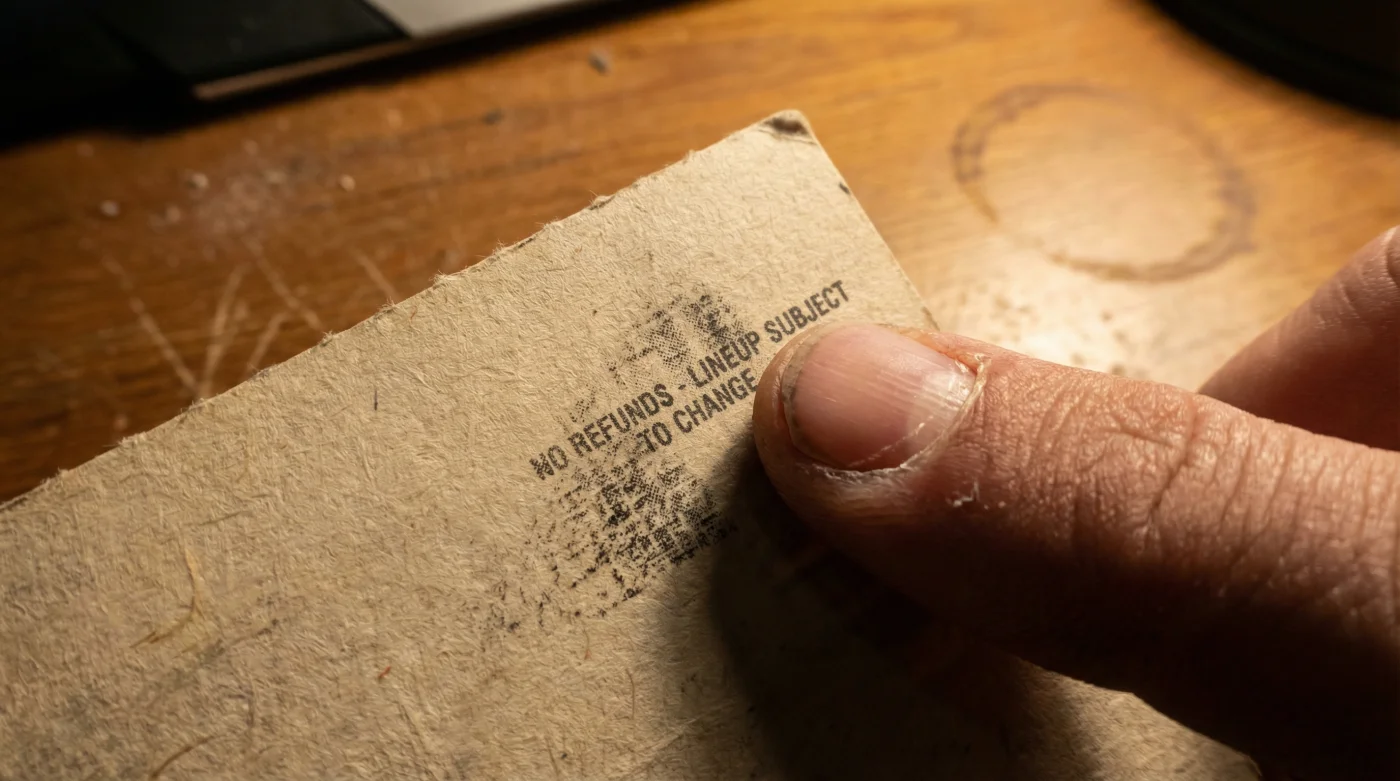 NO REFUNDS - LINEUP SUBJECT
TO CHANGE